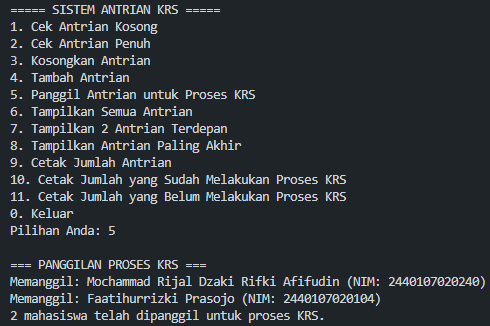 ===== SISTEM ANTRIAN KRS =====
1. Cek Antrian Kosong
2. Cek Antrian Penuh
3. Kosongkan Antrian
4. Tambah Antrian
5. Panggil Antrian untuk Proses KRS
6. Tampilkan Semua Antrian
7. Tampilkan 2 Antrian Terdepan
8. Tampilkan Antrian Paling Akhir
9. Cetak Jumlah Antrian
10. Cetak Jumlah yang Sudah Melakukan Proses KRS
11. Cetak Jumlah yang Belum Melakukan Proses KRS
0. Keluar
Pilihan Anda: 5
=== PANGGILAN PROSES KRS ===
Memanggil: Mochammad Rijal Dzaki Rifki Afifudin (NIM: 2440107020240)
Memanggil: Faatihurrizki Prasojo (NIM: 2440107020104)
2 mahasiswa telah dipanggil untuk proses KRS.